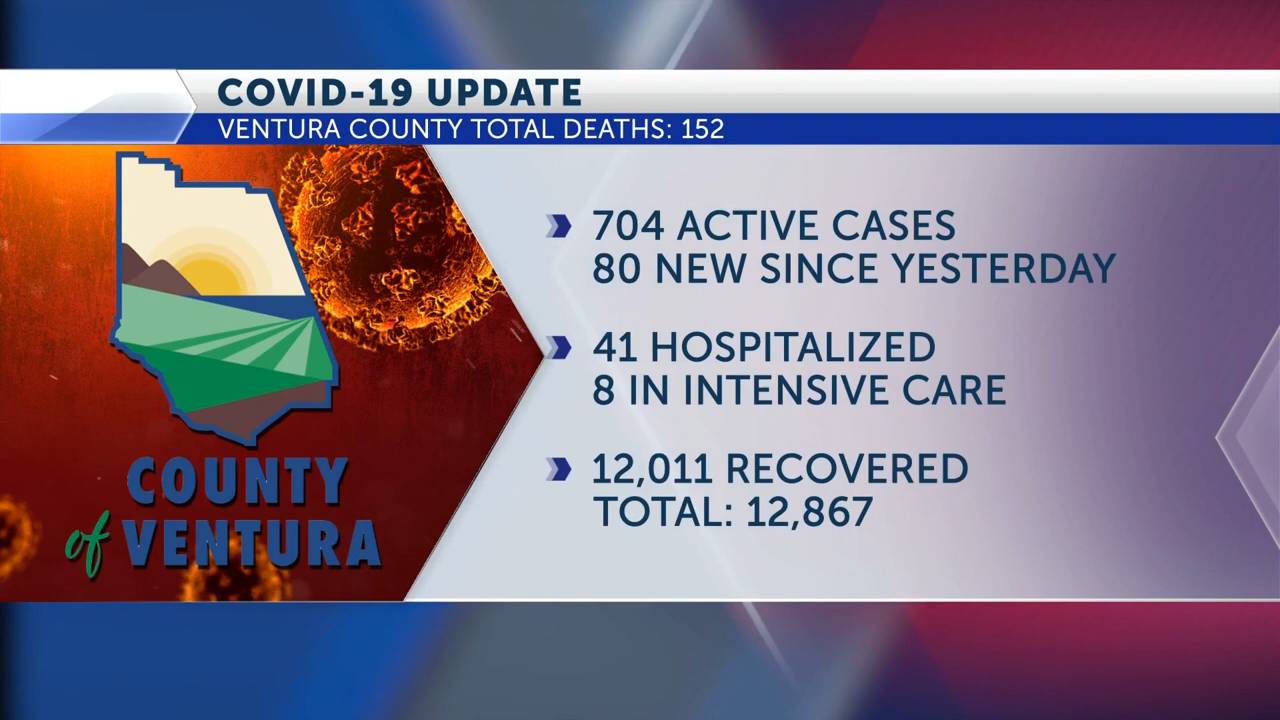 COVID-19 UPDATE
VENTURA COUNTY TOTAL DEATHS: 152
704 ACTIVE CASES
80 NEW SINCE YESTERDAY
41 HOSPITALIZED
8 IN INTENSIVE CARE
12,011 RECOVERED
TOTAL: 12,867
COUNTY
of VENTURA